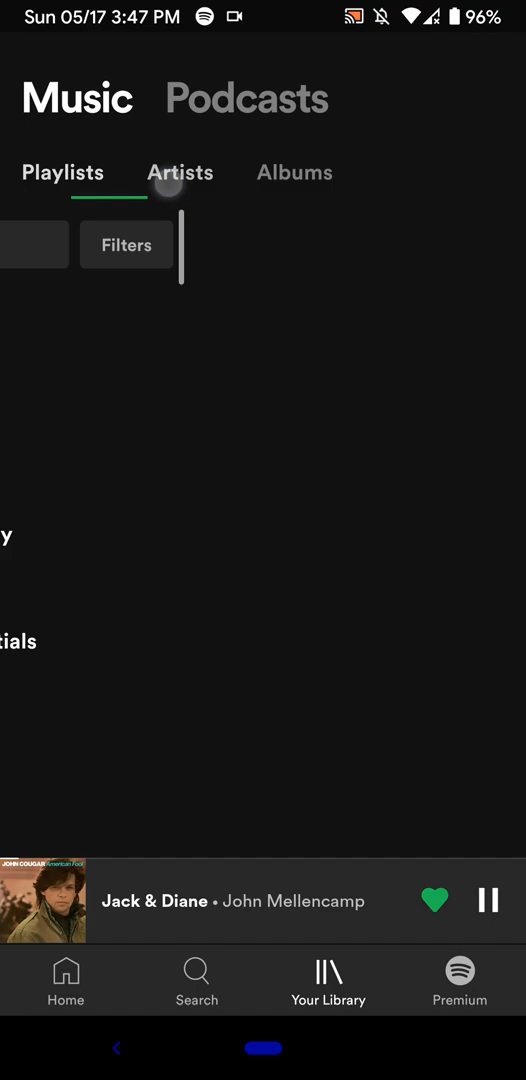 Sun 05/17 3:47 PM 96%
Music Podcasts
Playlists Artists Albums
Filters
y
tials
JOHN COUGAR American Fool
Jack & Diane • John Mellencamp
Home Search Your Library Premium